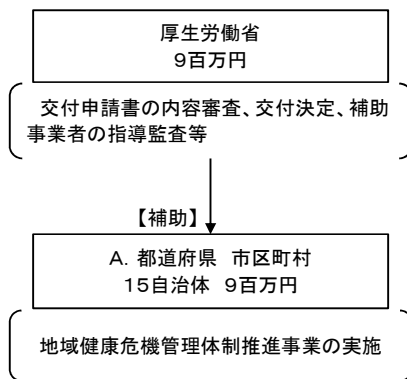 厚生労働省
9百万円
交付申請書の内容審査、交付決定、補助
事業者の指導監査等
【補助】
A. 都道府県 市区町村
15自治体 9百万円
地域健康危機管理体制推進事業の実施